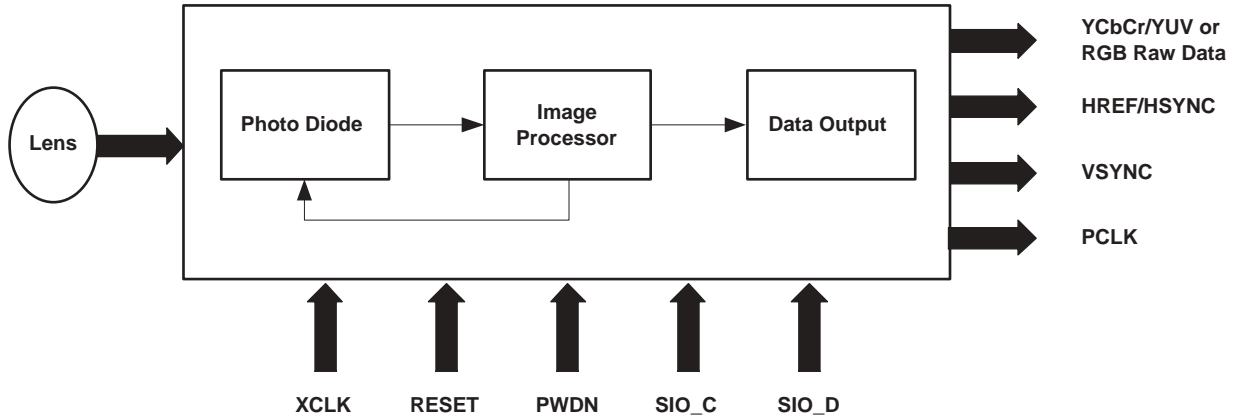 YCbCr/YUV or
RGB Raw Data
Lens
Photo Diode
Image
Processor
Data Output
HREF/HSYNC
VSYNC
PCLK
XCLK
RESET
PWDN
SIO_C
SIO_D